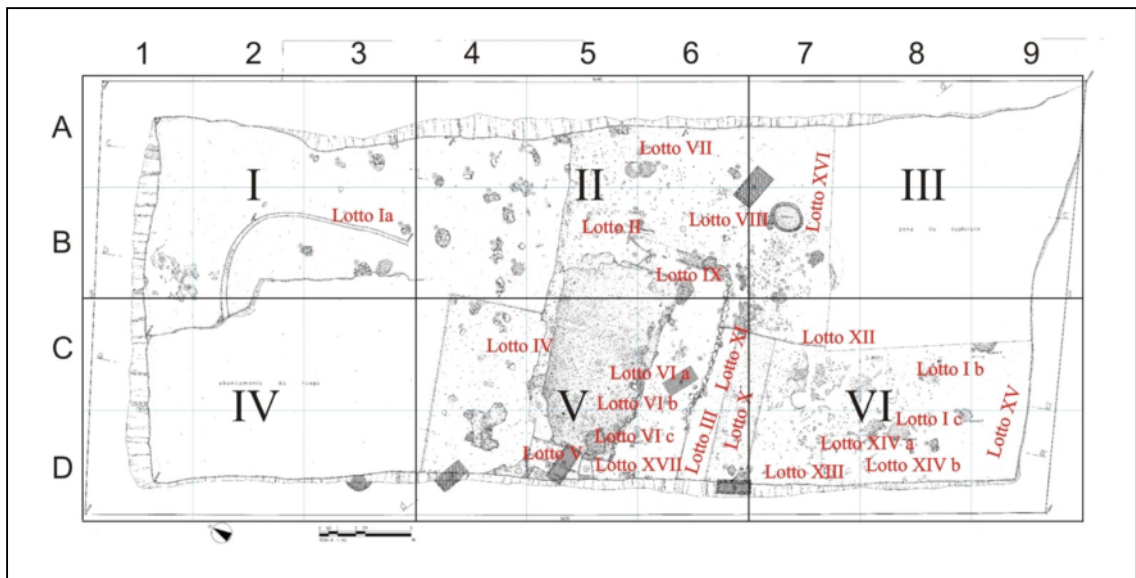 1 2 3 4 5 6 7 8 9
A
Lotto VII
I II Lotto XVI III
Lotto Ia Lotto VIII
B Lotto II
Lotto IX
C Lotto XI Lotto XII
Lotto IV
Lotto VI a Lotto I b
IV V Lotto VI b VI
Lotto III Lotto X Lotto I c Lotto XV
Lotto V Lotto VI c Lotto XIV a
D Lotto XVII Lotto XIII Lotto XIV b